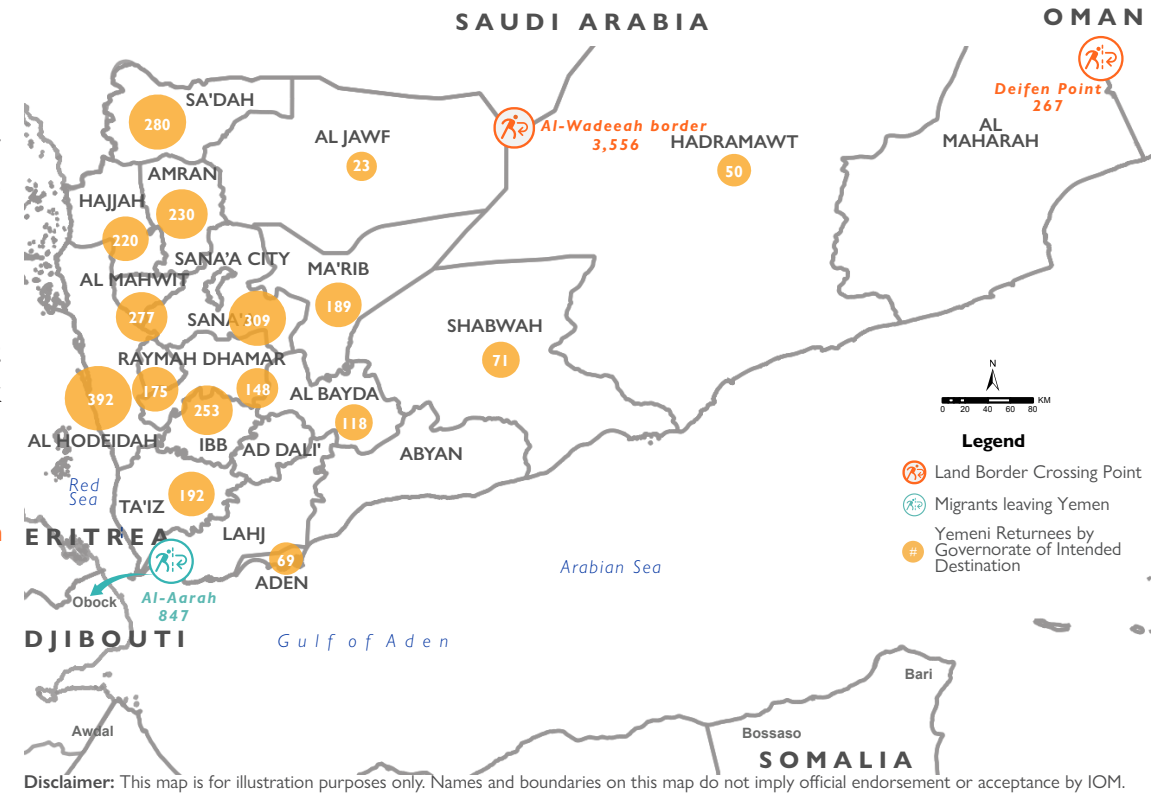 SAUDI ARABIA
OMAN
Deifen Point
267
SA'DAH
280
AL JAWF
23
Al-Wadeeah border
3,556
HADRAMAWT
50
AL
MAHARAH
AMRAN
230
HAJJAH
220
SANA'A CITY
MA'RIB
189
AL MAHWIT
277
SANA'
309
SHABWAH
71
RAYMAH
175
DHAMAR
148
AL BAYDA
118
392
AL HODEIDAH
253
IBB
AD DALI'
ABYAN
Red
Sea
TA'IZ
192
LAHJ
ERITREA
69
ADEN
Al-Aarah
847
Obock
DJIBOUTI
Gulf of Aden
Arabian Sea
N
0 20 40 60 80 KM
Legend
Land Border Crossing Point
Migrants leaving Yemen
#
Yemeni Returnees by
Governorate of Intended
Destination
Bari
Awdal
Bossaso
SOMALIA
Disclaimer: This map is for illustration purposes only. Names and boundaries on this map do not imply official endorsement or acceptance by IOM.